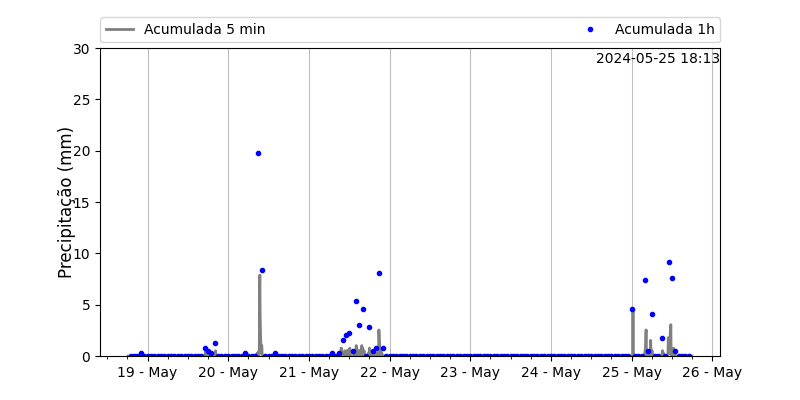 Acumulada 5 min
Acumulada 1h
2024-05-25 18:13
Precipitação (mm)
30
25
20
15
10
5
0
19 - May
20 - May
21 - May
22 - May
23 - May
24 - May
25 - May
26 - May